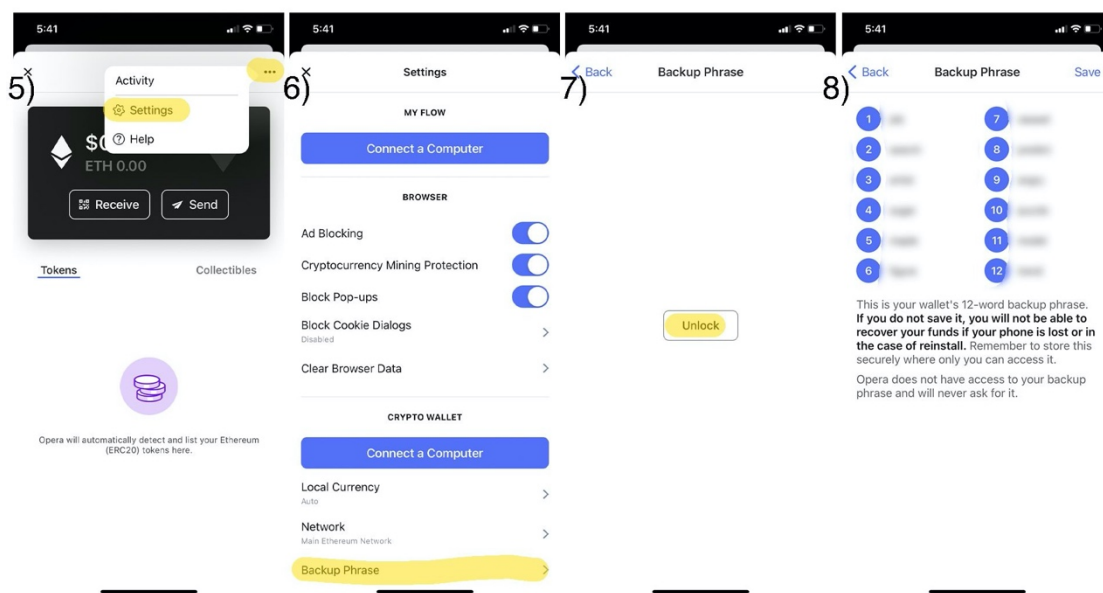 5)
5:41
Activity
Settings
Help
$0
ETH 0.00
Receive
Send
Tokens
Collectibles
Opera will automatically detect and list your Ethereum
(ERC20) tokens here.
6)
5:41
Settings
MY FLOW
Connect a Computer
BROWSER
Ad Blocking
Cryptocurrency Mining Protection
Block Pop-ups
Block Cookie Dialogs
Disabled
Clear Browser Data
CRYPTO WALLET
Connect a Computer
Local Currency
Auto
Network
Main Ethereum Network
Backup Phrase
7)
5:41
Back
Backup Phrase
Unlock
8)
5:41
Back
Backup Phrase
Save
1
2
3
4
5
6
7
8
9
10
11
12
This is your wallet's 12-word backup phrase.
If you do not save it, you will not be able to
recover your funds if your phone is lost or in
the case of reinstall. Remember to store this
securely where only you can access it.
Opera does not have access to your backup
phrase and will never ask for it.